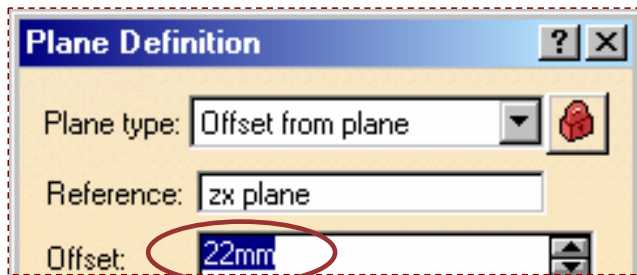 Plane Definition
Plane type: Offset from plane
Reference: zx plane
Offset: 22mm